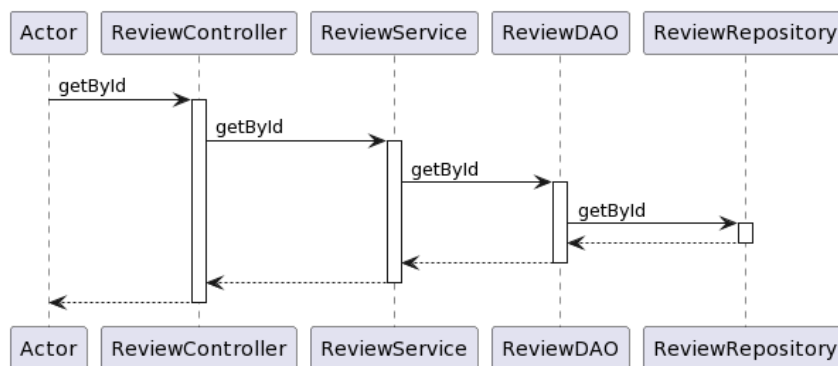 Actor ReviewController ReviewService ReviewDAO ReviewRepository
getById
getById
getById
getById
Actor ReviewController ReviewService ReviewDAO ReviewRepository